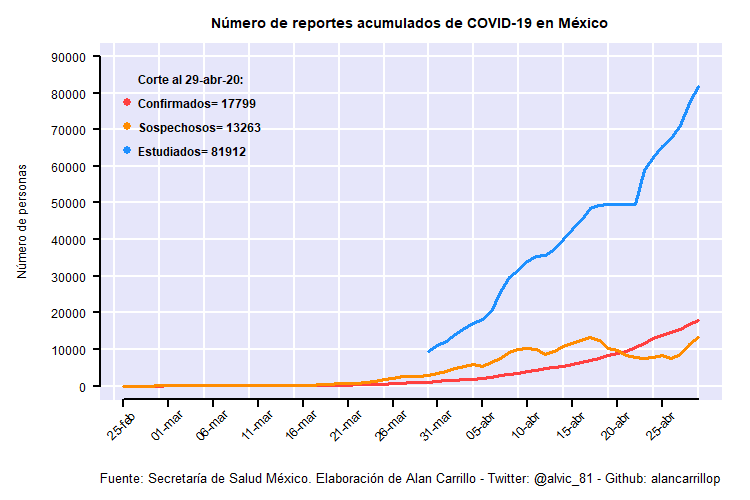 Número de reportes acumulados de COVID-19 en México
Número de personas
90000
80000
70000
60000
50000
40000
30000
20000
10000
0
Corte al 29-abr-20:
Confirmados= 17799
Sospechosos= 13263
Estudiados= 81912
25-feb
01-mar
06-mar
11-mar
16-mar
21-mar
26-mar
31-mar
05-abr
10-abr
15-abr
20-abr
25-abr
Fuente: Secretaría de Salud México. Elaboración de Alan Carrillo - Twitter: @alvic_81 - Github: alancarrillop